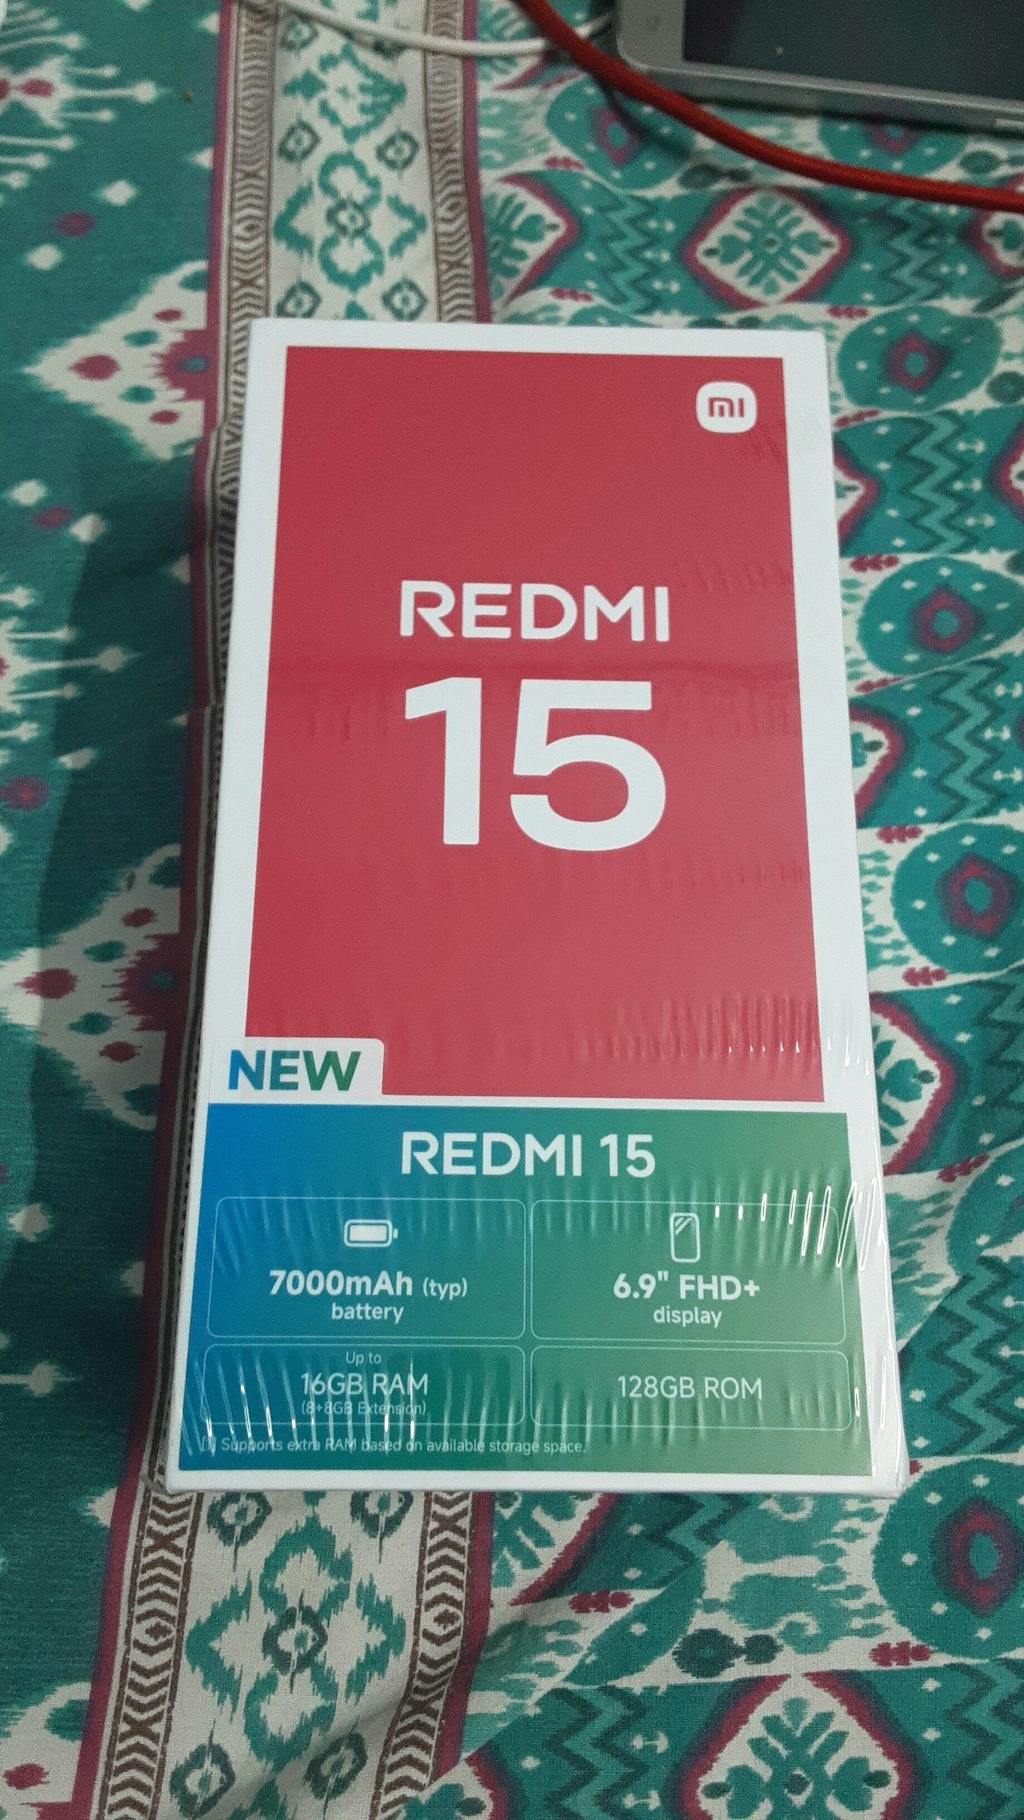 mi
REDMI
15
NEW
REDMI 15
7000mAh (typ)
battery
6.9" FHD+
display
Up to
16GB RAM
(8+8GB Extension)
128GB ROM
[1] Supports extra RAM based on available storage space.